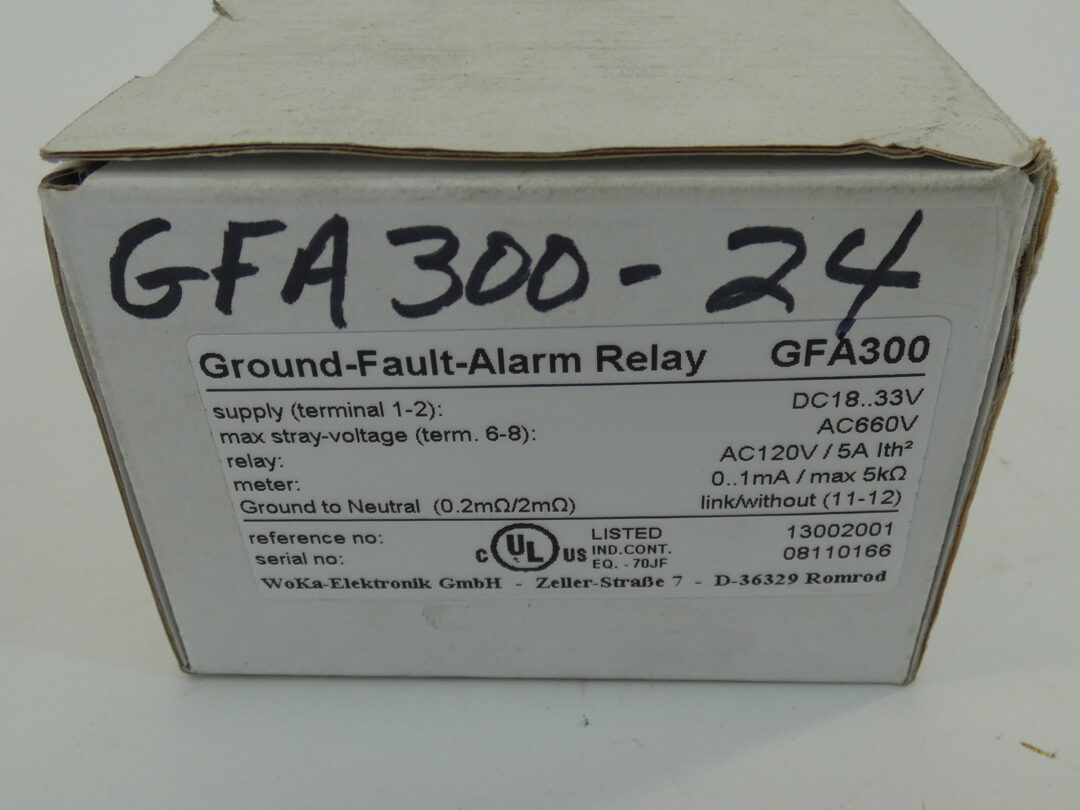 GFA300-24
Ground-Fault-Alarm Relay GFA300
supply (terminal 1-2): DC18..33V
max stray-voltage (term. 6-8): AC660V
relay: AC120V / 5A Ith²
meter: 0..1mA / max 5kΩ
Ground to Neutral (0.2mΩ/2mΩ) link/without (11-12)
reference no: 13002001
serial no: 08110166
c UL US LISTED
IND.CONT.
EQ. - 70JF
WoKa-Elektronik GmbH - Zeller-Straße 7 - D-36329 Romrod